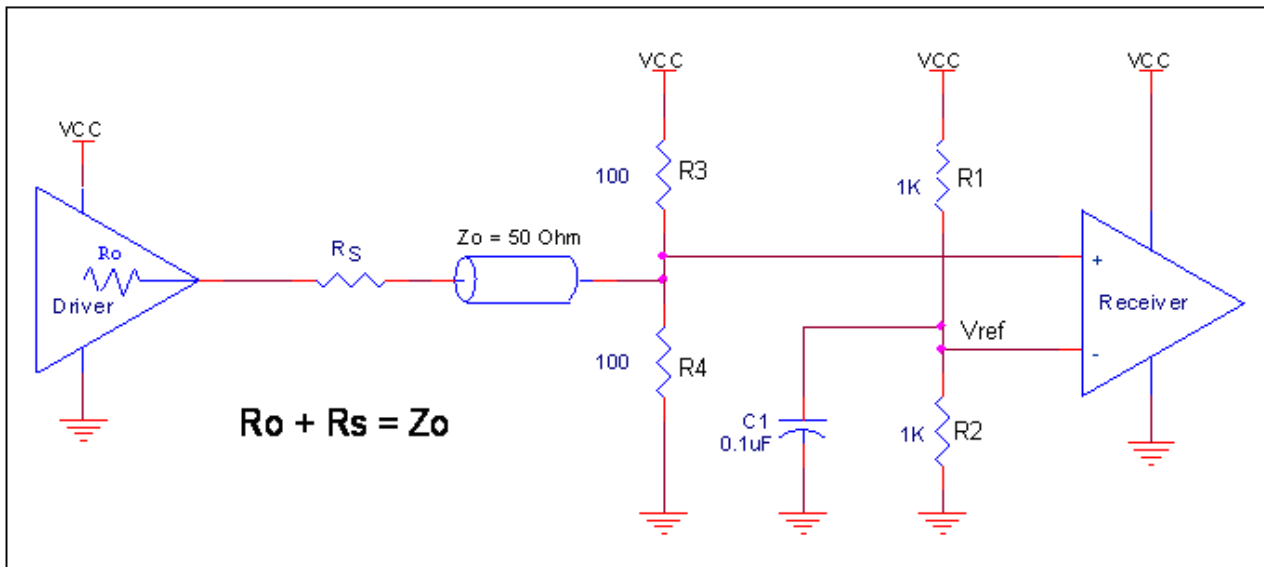 VCC
VCC
VCC
VCC
Ro
Driver
RS
Zo = 50 Ohm
100
R3
1K
R1
+
Receiver
-
Vref
100
R4
C1
0.1uF
1K
R2
Ro + Rs = Zo